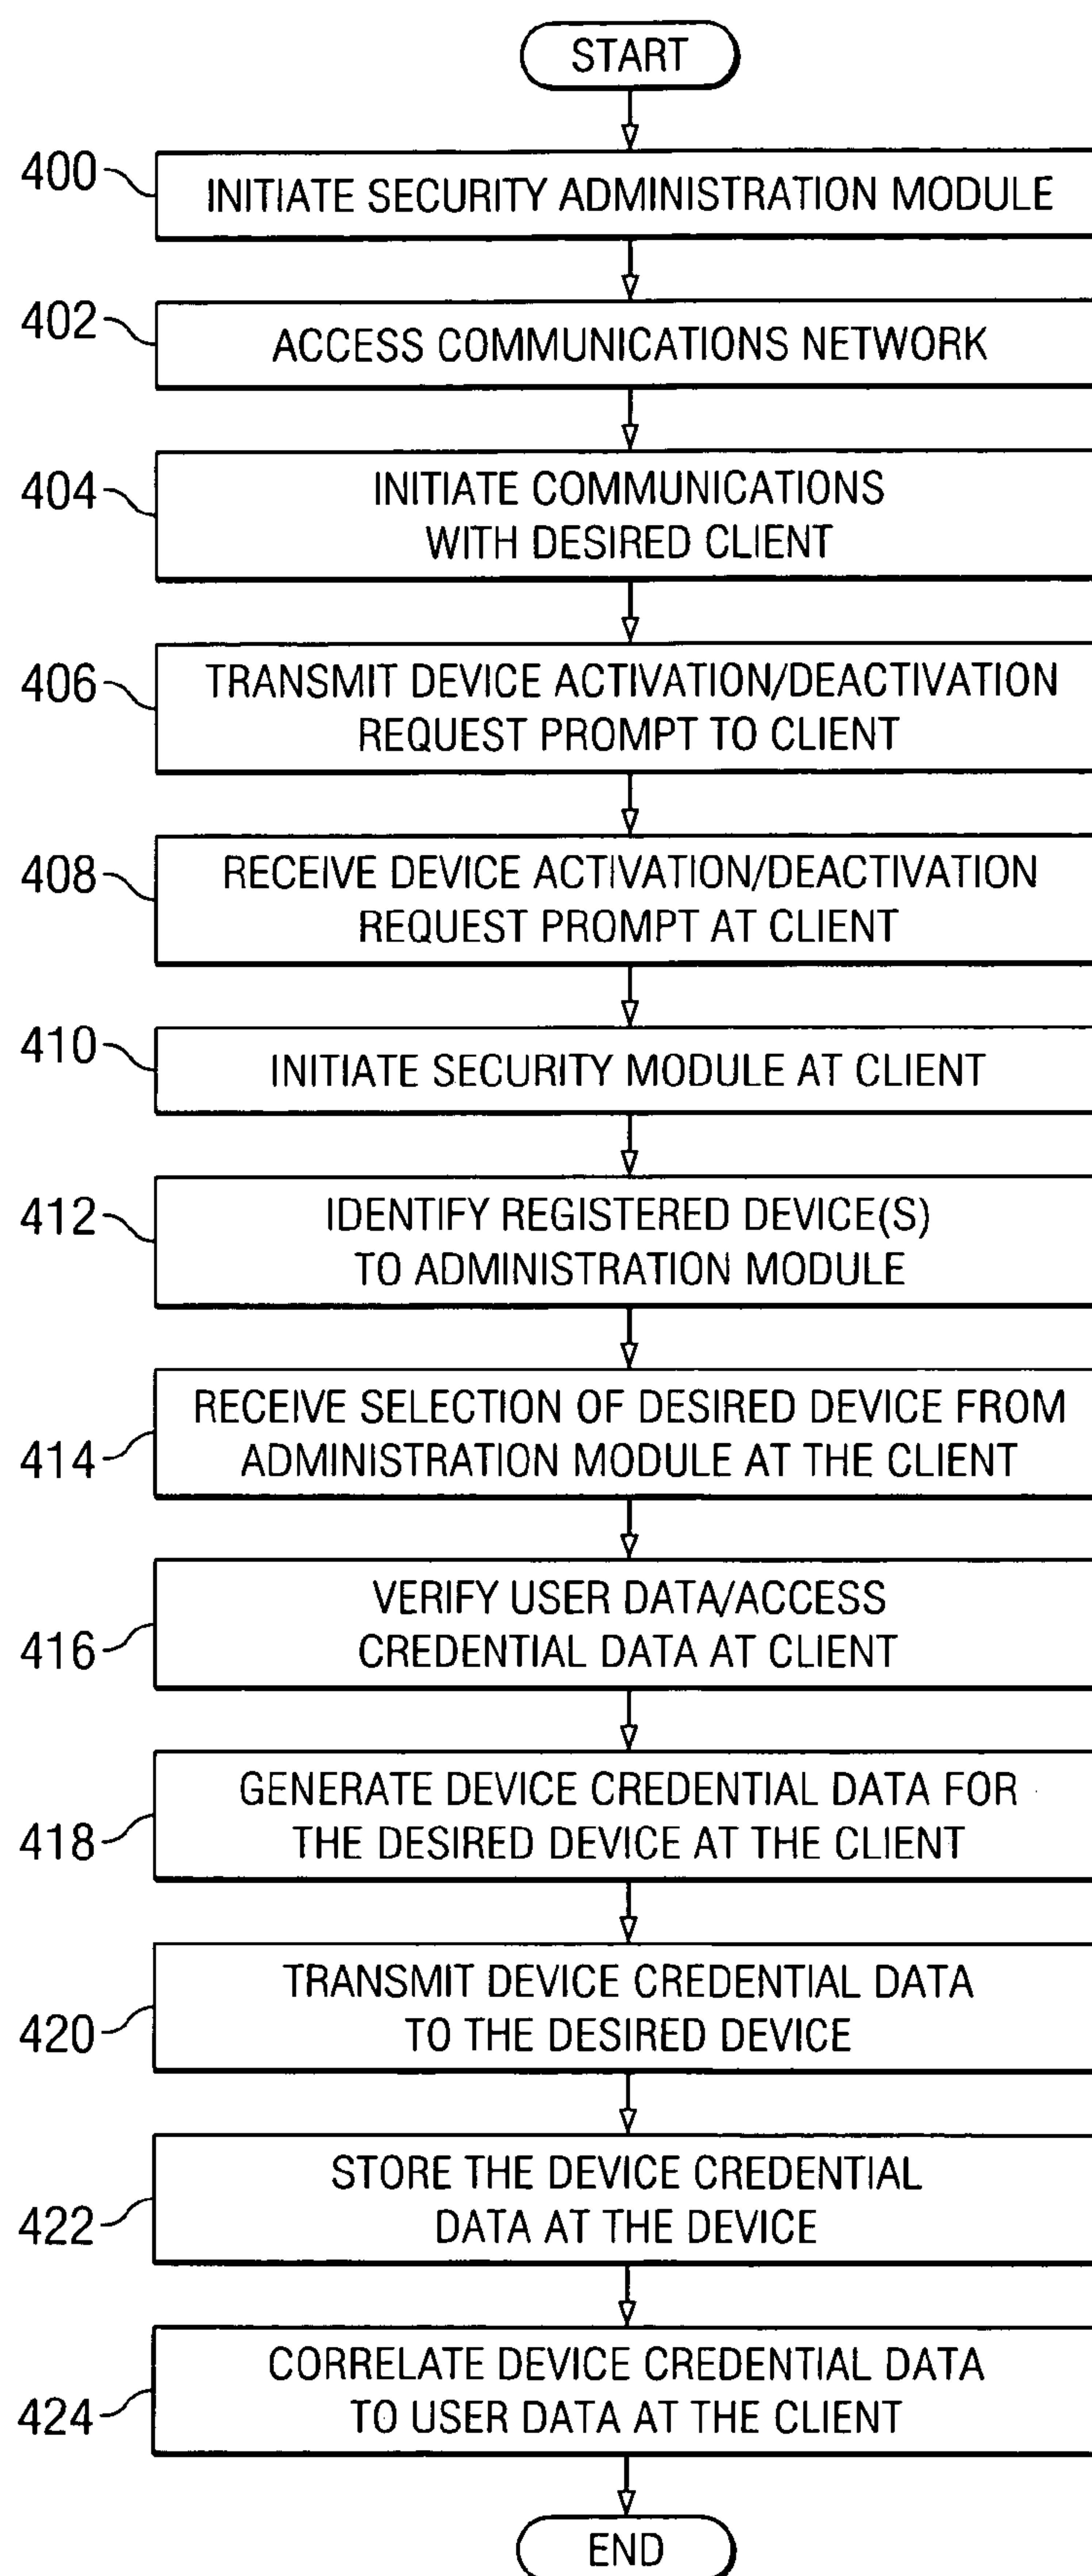 START
400
INITIATE SECURITY ADMINISTRATION MODULE
402
ACCESS COMMUNICATIONS NETWORK
404
INITIATE COMMUNICATIONS
WITH DESIRED CLIENT
406
TRANSMIT DEVICE ACTIVATION/DEACTIVATION
REQUEST PROMPT TO CLIENT
408
RECEIVE DEVICE ACTIVATION/DEACTIVATION
REQUEST PROMPT AT CLIENT
410
INITIATE SECURITY MODULE AT CLIENT
412
IDENTIFY REGISTERED DEVICE(S)
TO ADMINISTRATION MODULE
414
RECEIVE SELECTION OF DESIRED DEVICE FROM
ADMINISTRATION MODULE AT THE CLIENT
416
VERIFY USER DATA/ACCESS
CREDENTIAL DATA AT CLIENT
418
GENERATE DEVICE CREDENTIAL DATA FOR
THE DESIRED DEVICE AT THE CLIENT
420
TRANSMIT DEVICE CREDENTIAL DATA
TO THE DESIRED DEVICE
422
STORE THE DEVICE CREDENTIAL
DATA AT THE DEVICE
424
CORRELATE DEVICE CREDENTIAL DATA
TO USER DATA AT THE CLIENT
END